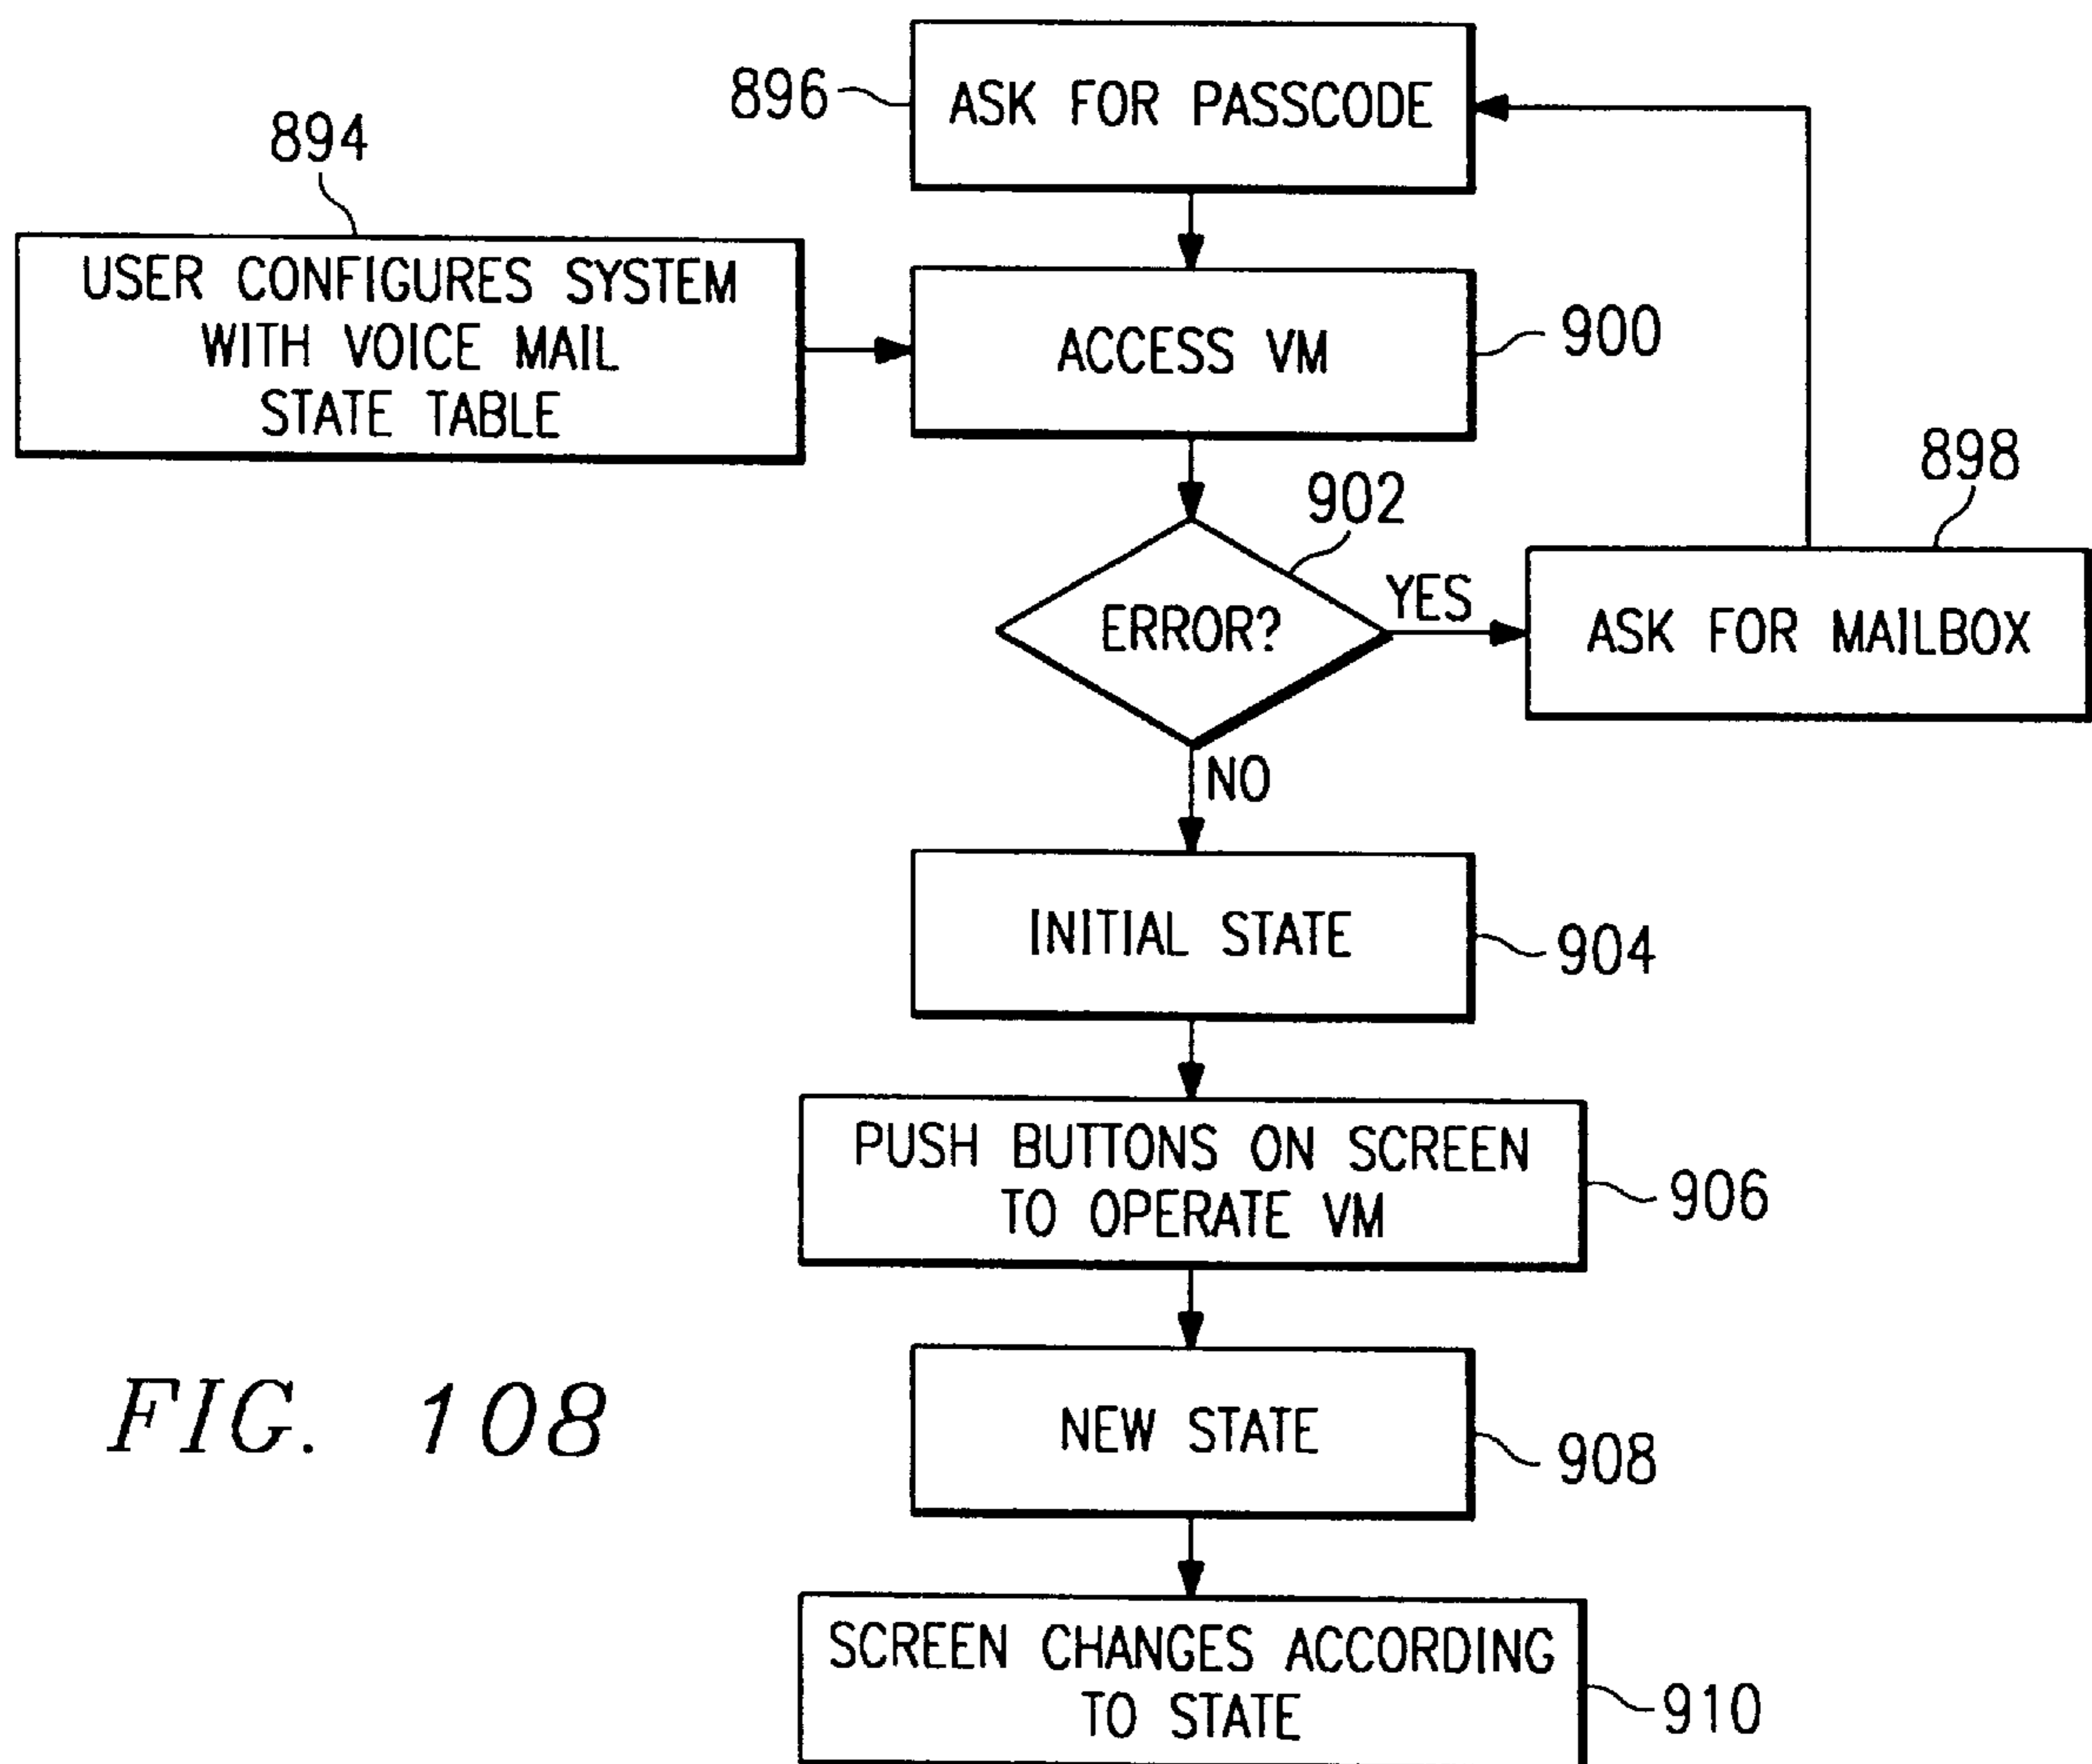 896
ASK FOR PASSCODE
894
USER CONFIGURES SYSTEM
WITH VOICE MAIL
STATE TABLE
ACCESS VM
900
898
902
ERROR?
YES
ASK FOR MAILBOX
NO
INITIAL STATE
904
PUSH BUTTONS ON SCREEN
TO OPERATE VM
906
NEW STATE
908
FIG. 108
SCREEN CHANGES ACCORDING
TO STATE
910